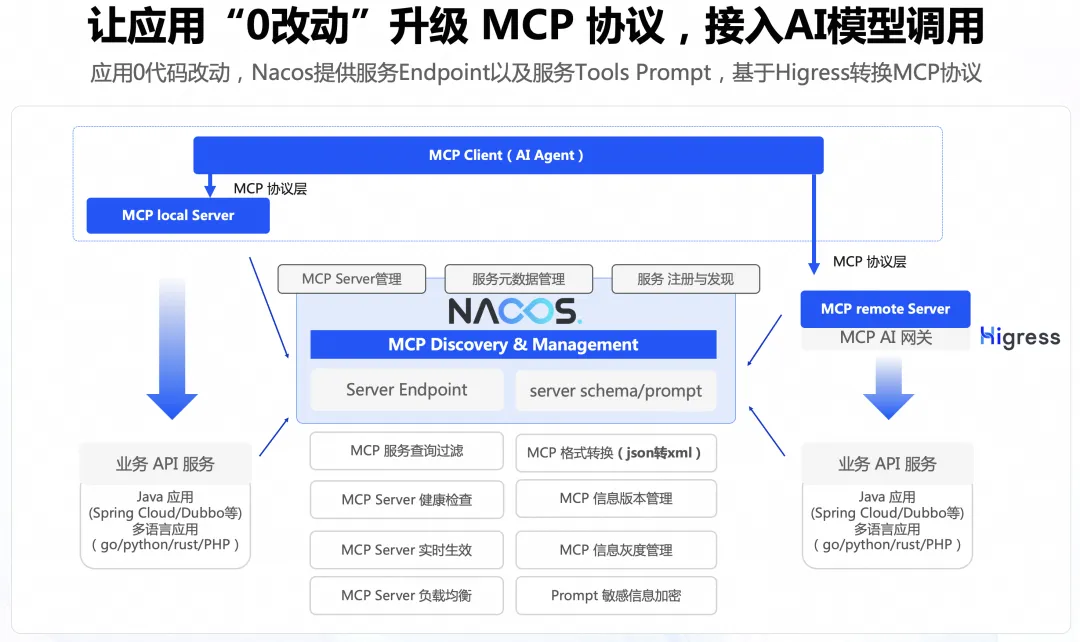 让应用“0改动”升级 MCP 协议，接入AI模型调用
应用0代码改动，Nacos提供服务Endpoint以及服务Tools Prompt，基于Higress转换MCP协议
MCP Client（AI Agent）
MCP 协议层
MCP local Server
MCP 协议层
MCP Server管理
服务元数据管理
服务 注册与发现
NACOS.
MCP remote Server
MCP AI 网关
Higress
MCP Discovery & Management
Server Endpoint
server schema/prompt
业务 API 服务
Java 应用
(Spring Cloud/Dubbo等)
多语言应用
（go/python/rust/PHP）
MCP 服务查询过滤
MCP 格式转换（json转xml）
MCP Server 健康检查
MCP 信息版本管理
MCP Server 实时生效
MCP 信息灰度管理
MCP Server 负载均衡
Prompt 敏感信息加密
业务 API 服务
Java 应用
(Spring Cloud/Dubbo等)
多语言应用
（go/python/rust/PHP）